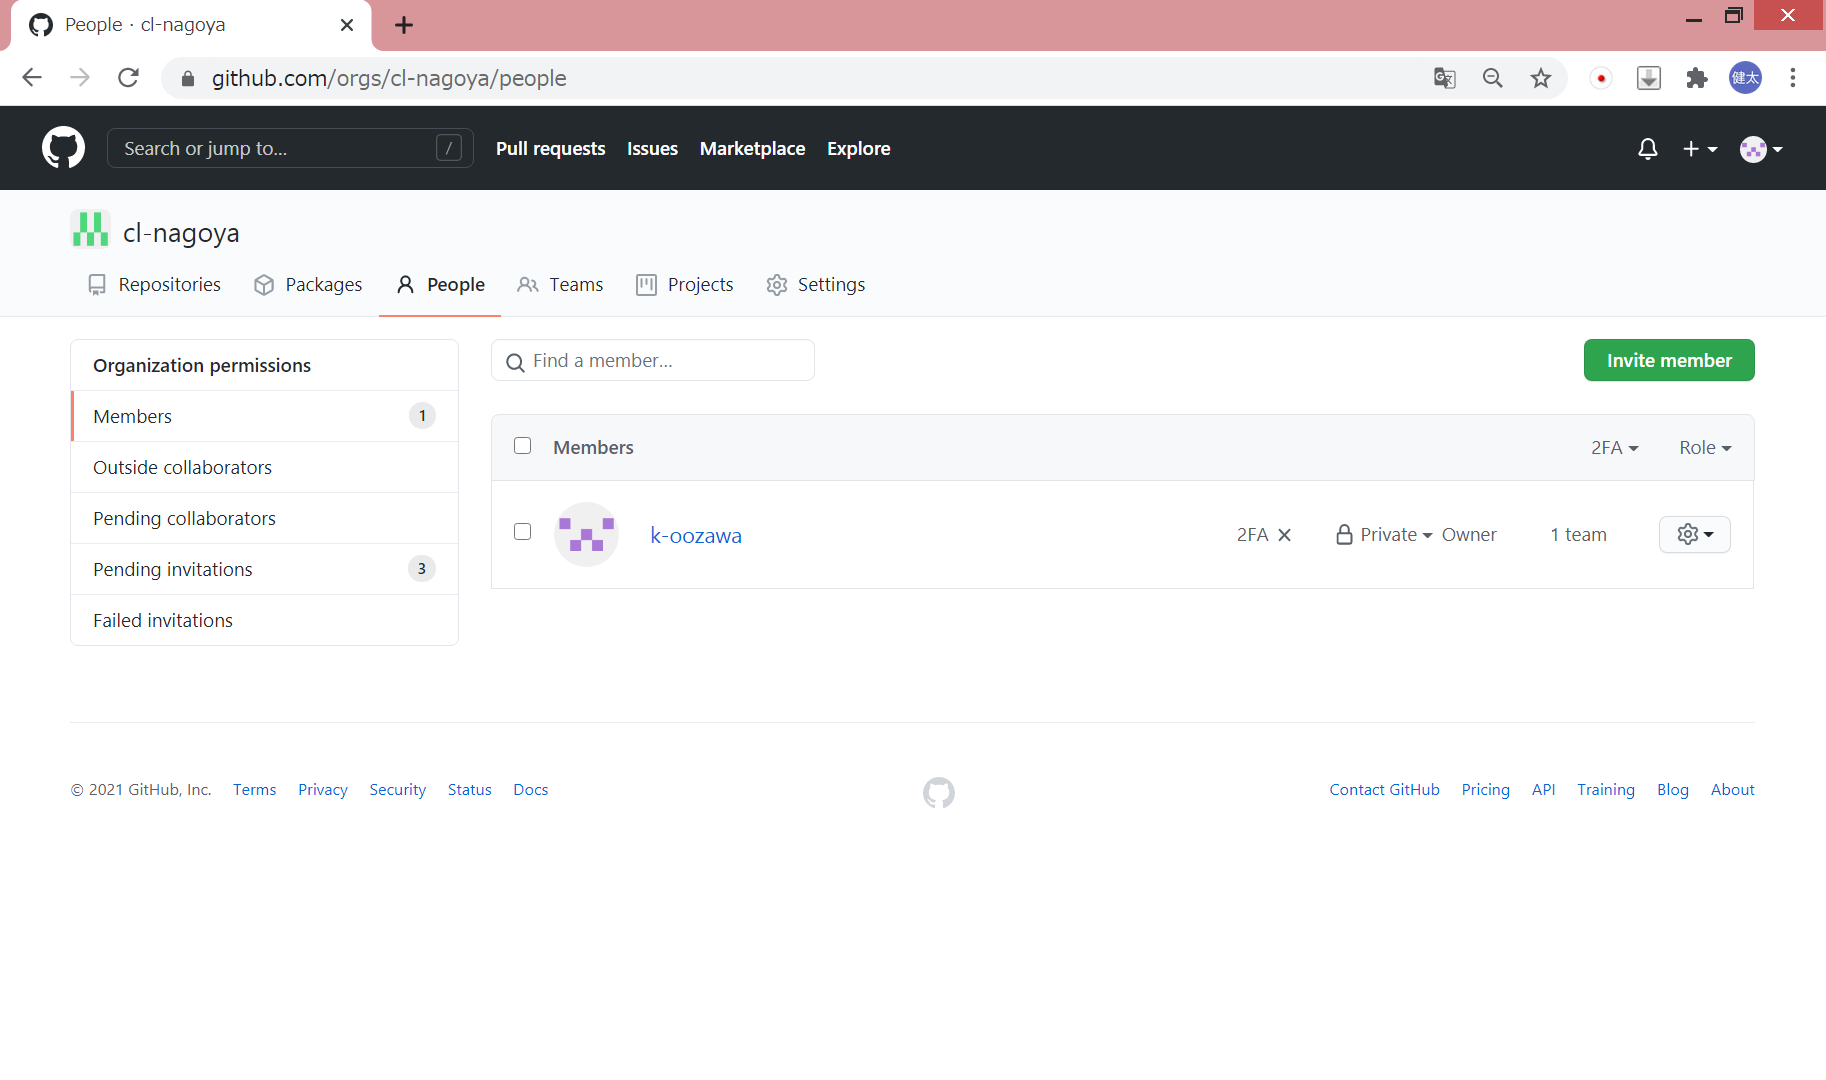 People · cl-nagoya
github.com/orgs/cl-nagoya/people
健太
Search or jump to... / Pull requests Issues Marketplace Explore
cl-nagoya
Repositories Packages People Teams Projects Settings
Organization permissions
Members 1
Outside collaborators
Pending collaborators
Pending invitations 3
Failed invitations
Find a member...
Invite member
Members 2FA Role
k-oozawa 2FA Private Owner 1 team
© 2021 GitHub, Inc. Terms Privacy Security Status Docs
Contact GitHub Pricing API Training Blog About